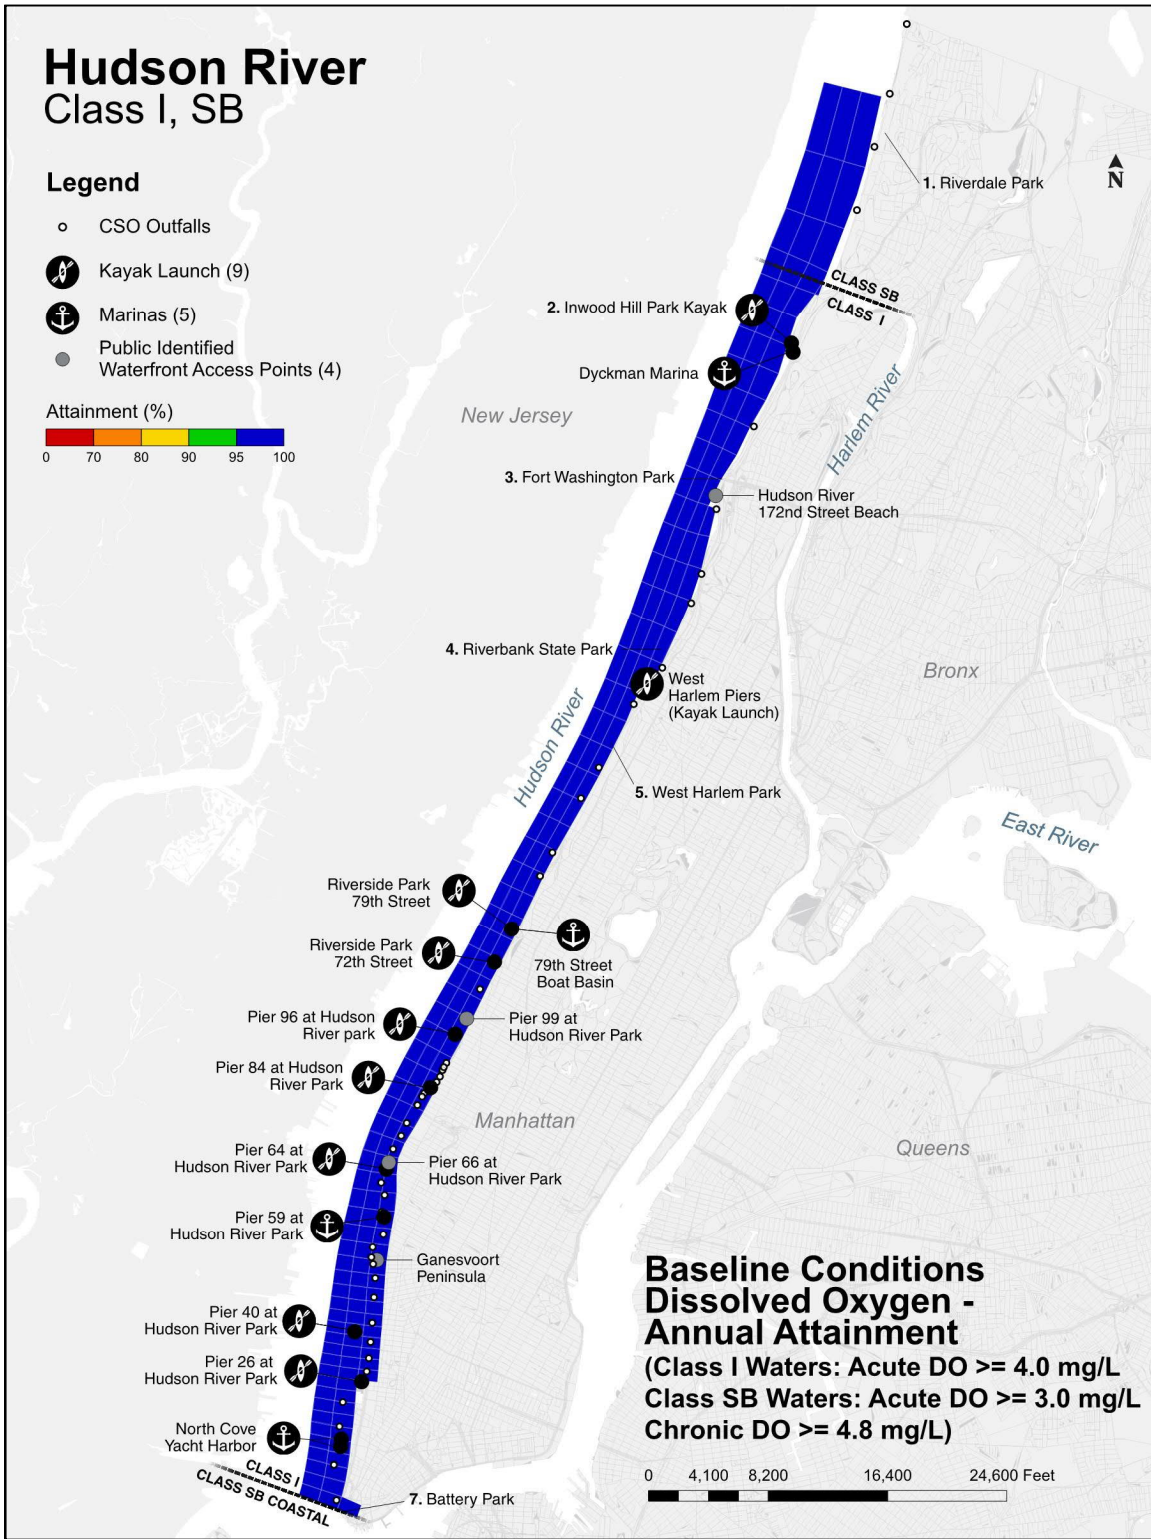 Hudson River
Class I, SB
Legend
CSO Outfalls
Kayak Launch (9)
Marinas (5)
Public Identified
Waterfront Access Points (4)
Attainment (%)
0 70 80 90 95 100
N
1. Riverdale Park
CLASS SB
CLASS I
2. Inwood Hill Park Kayak
Dyckman Marina
New Jersey
Harlem River
3. Fort Washington Park
Hudson River
172nd Street Beach
4. Riverbank State Park
West
Harlem Piers
(Kayak Launch)
Bronx
Hudson River
5. West Harlem Park
East River
Riverside Park
79th Street
Riverside Park
72th Street
79th Street
Boat Basin
Pier 96 at Hudson
River park
Pier 99 at
Hudson River Park
Pier 84 at Hudson
River Park
Manhattan
Queens
Pier 64 at
Hudson River Park
Pier 66 at
Hudson River Park
Pier 59 at
Hudson River Park
Ganesvoort
Peninsula
Pier 40 at
Hudson River Park
Pier 26 at
Hudson River Park
North Cove
Yacht Harbor
CLASS I
CLASS SB COASTAL
7. Battery Park
Baseline Conditions
Dissolved Oxygen -
Annual Attainment
(Class I Waters: Acute DO >= 4.0 mg/L
Class SB Waters: Acute DO >= 3.0 mg/L
Chronic DO >= 4.8 mg/L)
0 4,100 8,200 16,400 24,600 Feet